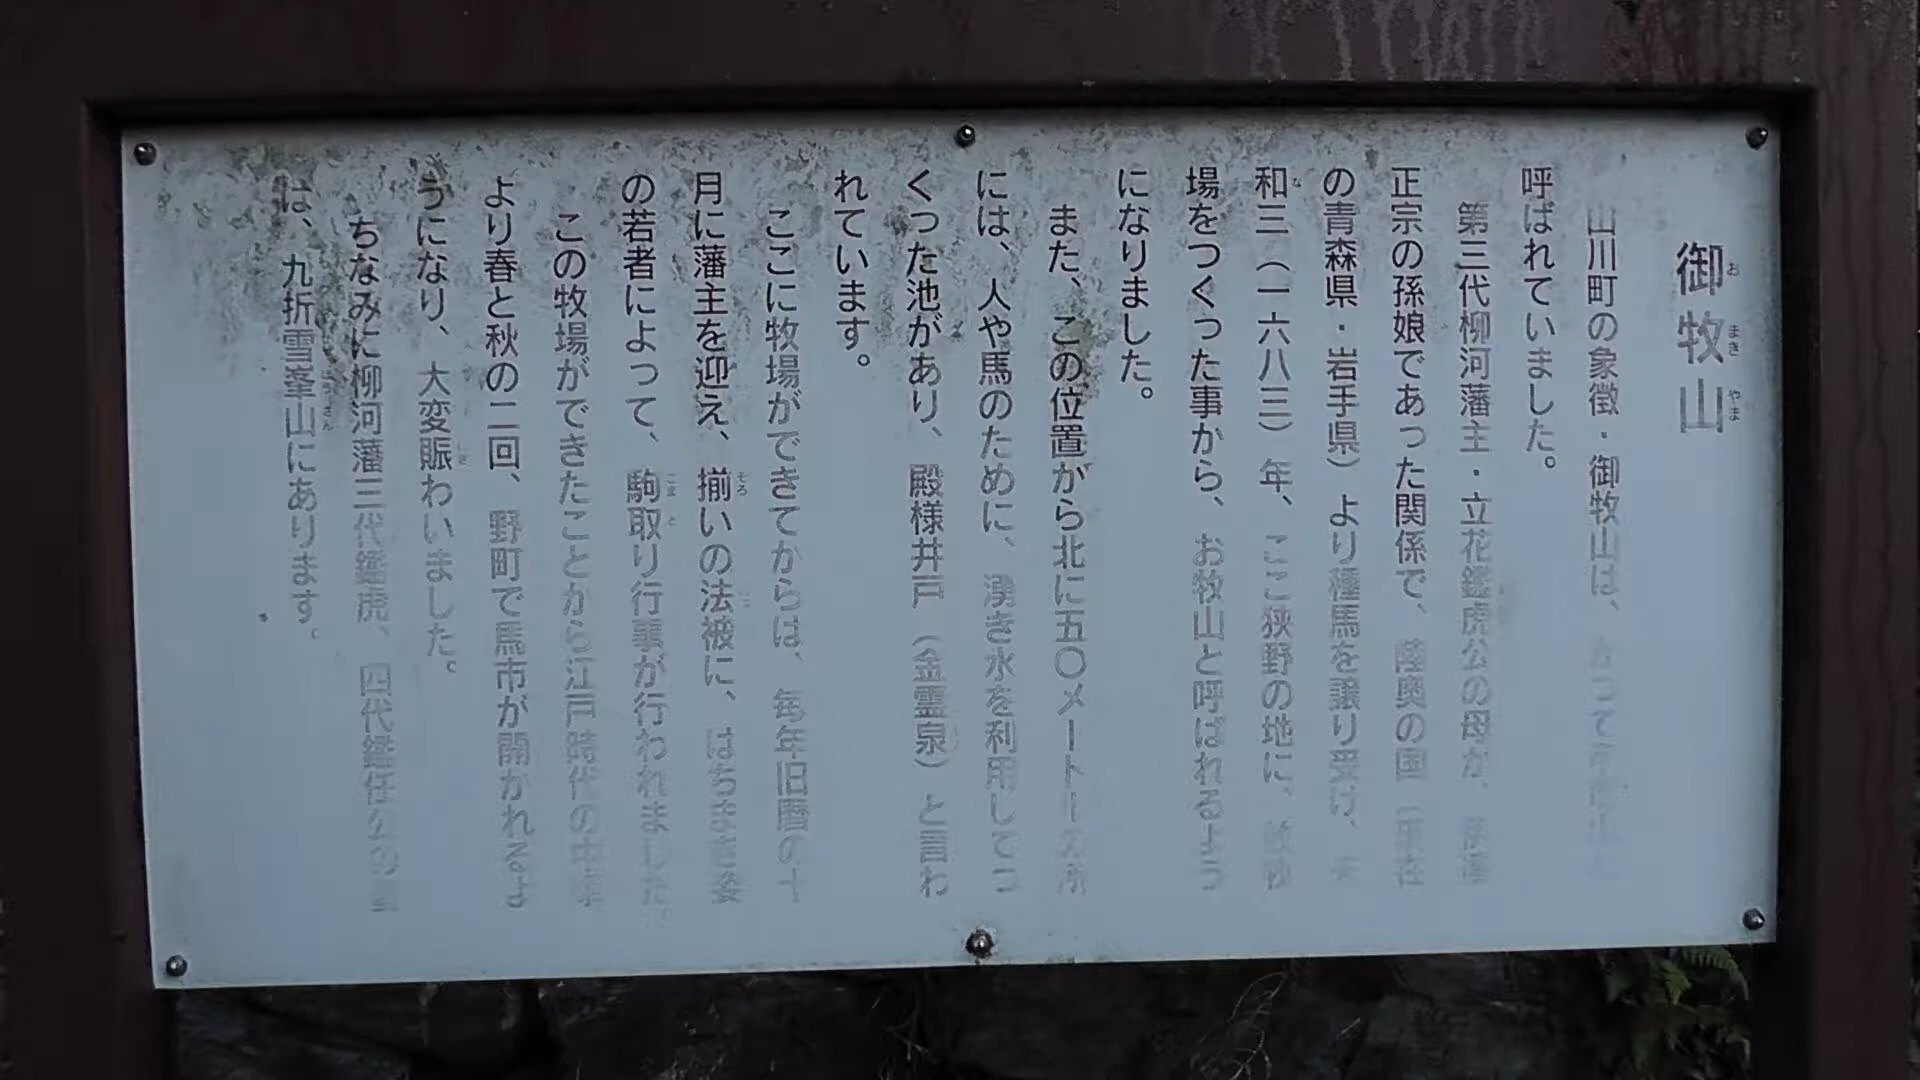 御牧山
おまきやま
山川町の象徴・御牧山は、かつて
呼ばれていました。
第三代柳河藩主・立花鑑虎公の母が、
正宗の孫娘であった関係で、陸奥の国（現在
の青森県・岩手県）より種馬を譲り受け、天
和三（一六八三）年、ここ狭野の地に、
場をつくった事から、お牧山と呼ばれるよう
になりました。
また、この位置から北に五〇メートルの所
には、人や馬のために、湧き水を利用してつ
くった池があり、殿様井戸（金霊泉）と言わ
れています。
ここに牧場ができてからは、毎年旧暦の十
月に藩主を迎え、揃いの法被に、はちまき姿
の若者によって、駒取り行事が行われました。
この牧場ができたことから江戸時代の中
より春と秋の二回、野町で馬市が開かれるよ
うになり、大変賑わいました。
ちなみに柳河藩三代鑑虎、四代鑑任公の
は、九折雪峯山にあります。